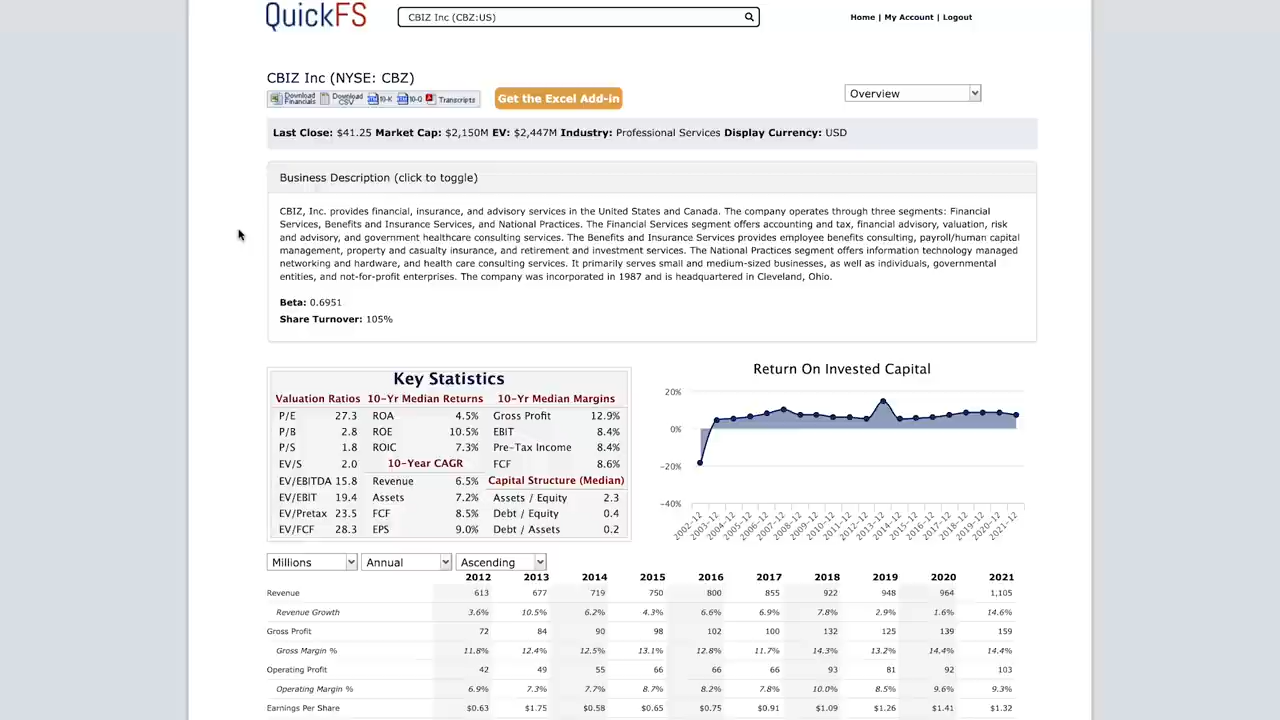 QuickFS
CBIZ Inc (CBZ:US)
Home | My Account | Logout
CBIZ Inc (NYSE: CBZ)
Download Financials Download CSV 10-K 10-Q Transcripts
Get the Excel Add-in
Overview
Last Close: $41.25 Market Cap: $2,150M EV: $2,447M Industry: Professional Services Display Currency: USD
Business Description (click to toggle)
CBIZ, Inc. provides financial, insurance, and advisory services in the United States and Canada. The company operates through three segments: Financial
Services, Benefits and Insurance Services, and National Practices. The Financial Services segment offers accounting and tax, financial advisory, valuation, risk
and advisory, and government healthcare consulting services. The Benefits and Insurance Services provides employee benefits consulting, payroll/human capital
management, property and casualty insurance, and retirement and investment services. The National Practices segment offers information technology managed
networking and hardware, and health care consulting services. It primarily serves small and medium-sized businesses, as well as individuals, governmental
entities, and not-for-profit enterprises. The company was incorporated in 1987 and is headquartered in Cleveland, Ohio.
Beta: 0.6951
Share Turnover: 105%
Key Statistics
Valuation Ratios 10-Yr Median Returns 10-Yr Median Margins
P/E 27.3 ROA 4.5% Gross Profit 12.9%
P/B 2.8 ROE 10.5% EBIT 8.4%
P/S 1.8 ROIC 7.3% Pre-Tax Income 8.4%
EV/S 2.0 10-Year CAGR FCF 8.6%
EV/EBITDA 15.8 Revenue 6.5% Capital Structure (Median)
EV/EBIT 19.4 Assets 7.2% Assets / Equity 2.3
EV/Pretax 23.5 FCF 8.5% Debt / Equity 0.4
EV/FCF 28.3 EPS 9.0% Debt / Assets 0.2
Return On Invested Capital
20%
0%
-20%
-40%
2002-12 2003-12 2004-12 2005-12 2006-12 2007-12 2008-12 2009-12 2010-12 2011-12 2012-12 2013-12 2014-12 2015-12 2016-12 2017-12 2018-12 2019-12 2020-12 2021-12
Millions Annual Ascending
2012 2013 2014 2015 2016 2017 2018 2019 2020 2021
Revenue 613 677 719 750 800 855 922 948 964 1,105
Revenue Growth 3.6% 10.5% 6.2% 4.3% 6.6% 6.9% 7.8% 2.9% 1.6% 14.6%
Gross Profit 72 84 90 98 102 100 132 125 139 159
Gross Margin % 11.8% 12.4% 12.5% 13.1% 12.8% 11.7% 14.3% 13.2% 14.4% 14.4%
Operating Profit 42 49 55 66 66 66 93 81 92 103
Operating Margin % 6.9% 7.3% 7.7% 8.7% 8.2% 7.8% 10.0% 8.5% 9.6% 9.3%
Earnings Per Share $0.63 $1.75 $0.58 $0.65 $0.75 $0.91 $1.09 $1.26 $1.41 $1.32